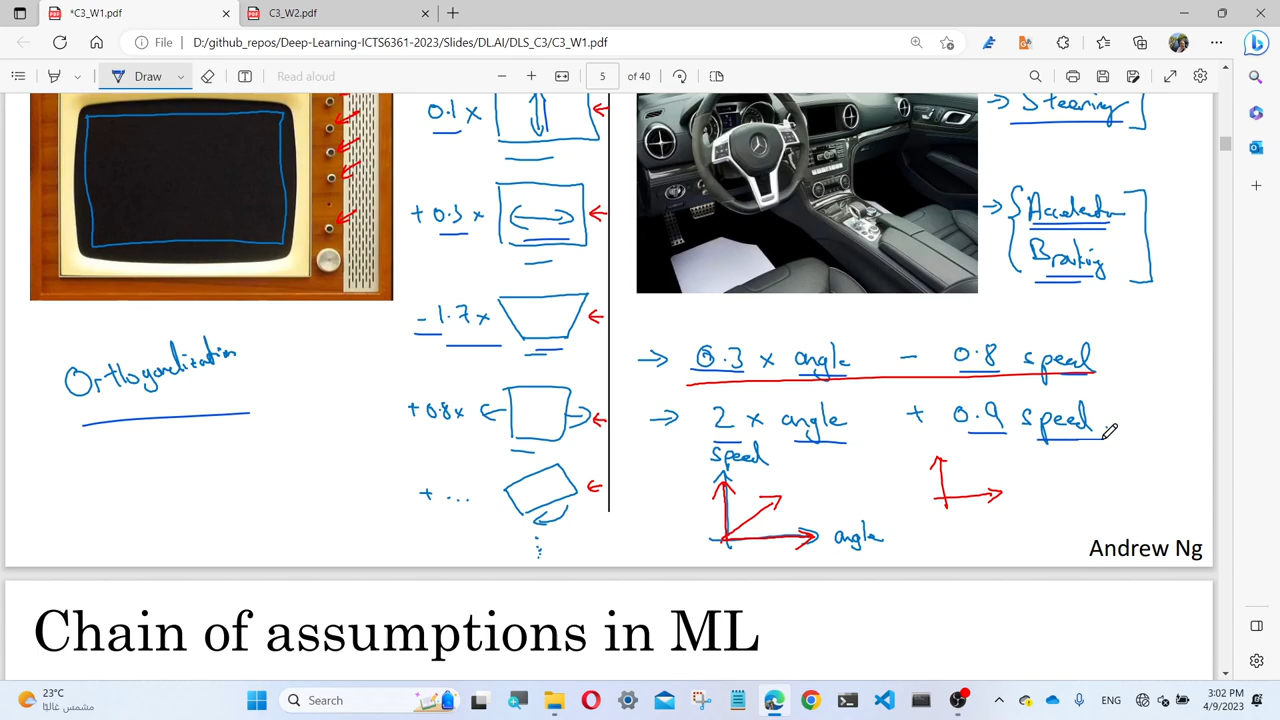 *C3_W1.pdf
C3_W2.pdf
File
D:/github_repos/Deep-Learning-ICTS6361-2023/Slides/DL.AI/DLS_C3/C3_W1.pdf
Draw
Read aloud
5
of 40
0.1 x
+ 0.3 x
- 1.7 x
+ 0.8 x
+ ...
Orthogonalization
→ Steering
→ Acceleration
Braking
→ 0.3 x angle - 0.8 speed
→ 2 x angle + 0.9 speed
speed
angle
Andrew Ng
Chain of assumptions in ML
23°C
مشمس غالبًا
Search
ENG
3:02 PM
4/9/2023